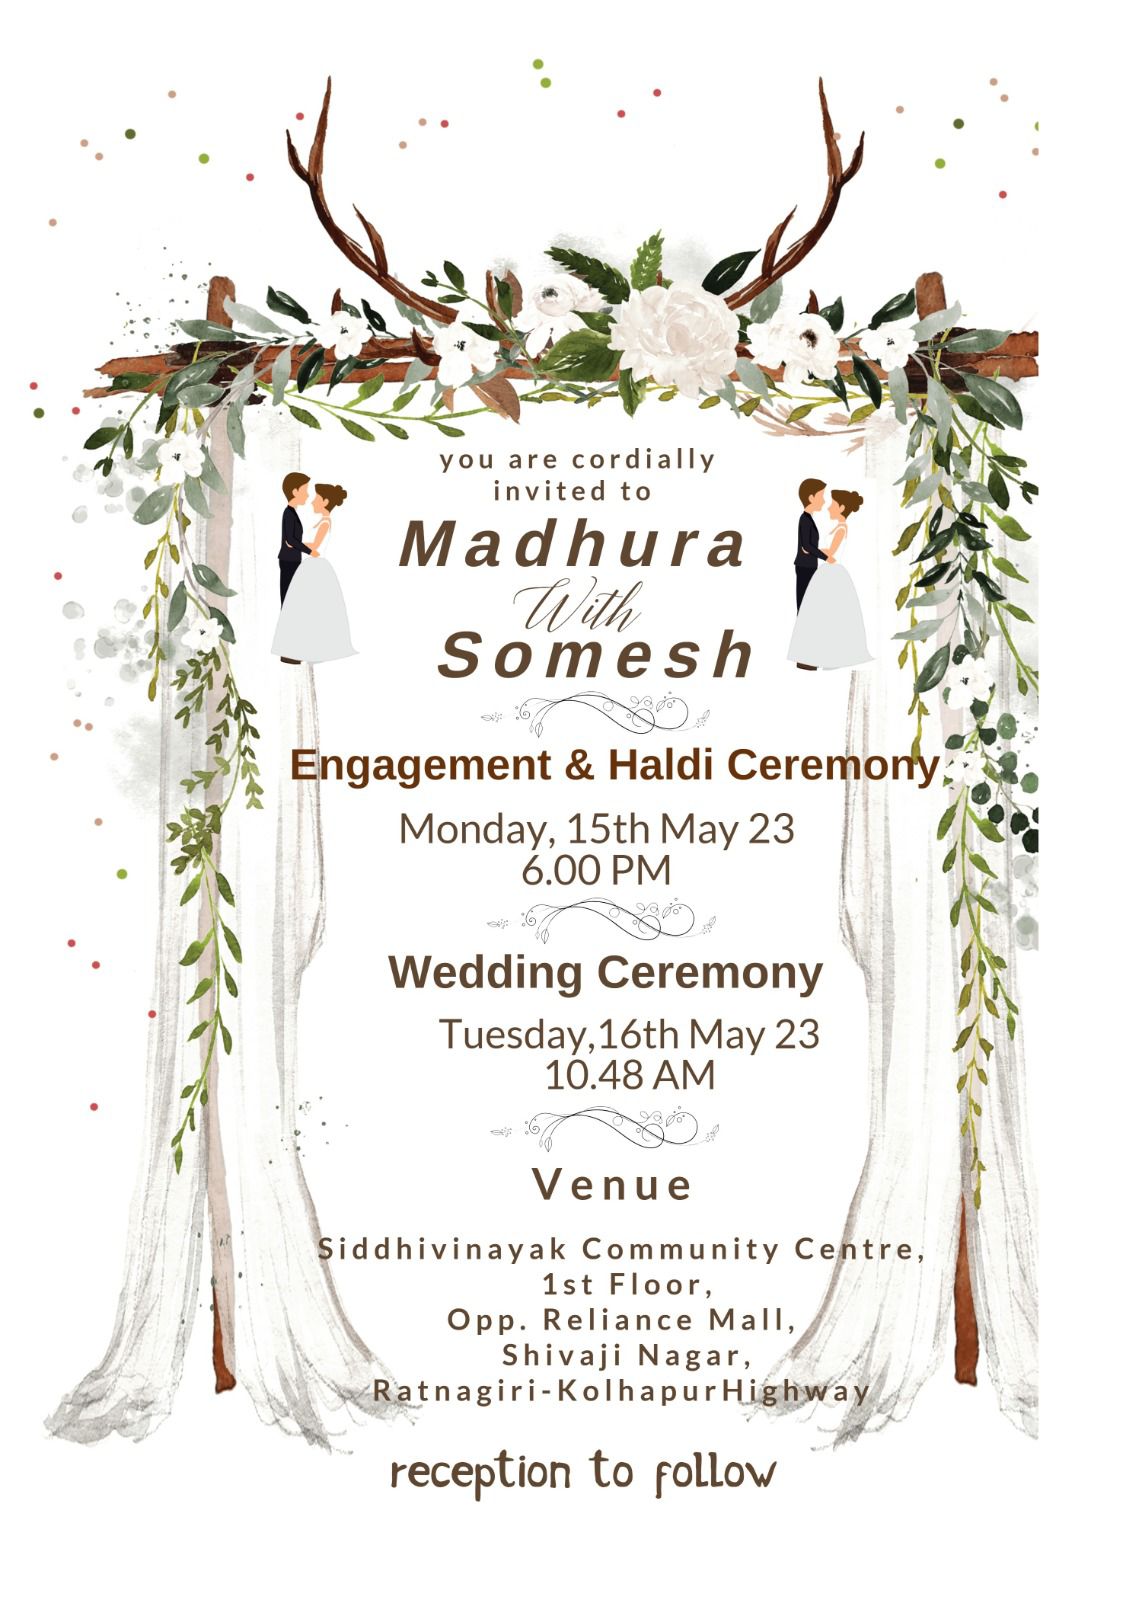 you are cordially
invited to
Madhura
With
Somesh
Engagement & Haldi Ceremony
Monday, 15th May 23
6.00 PM
Wedding Ceremony
Tuesday,16th May 23
10.48 AM
Venue
Siddhivinayak Community Centre,
1st Floor,
Opp. Reliance Mall,
Shivaji Nagar,
Ratnagiri-KolhapurHighway
reception to follow